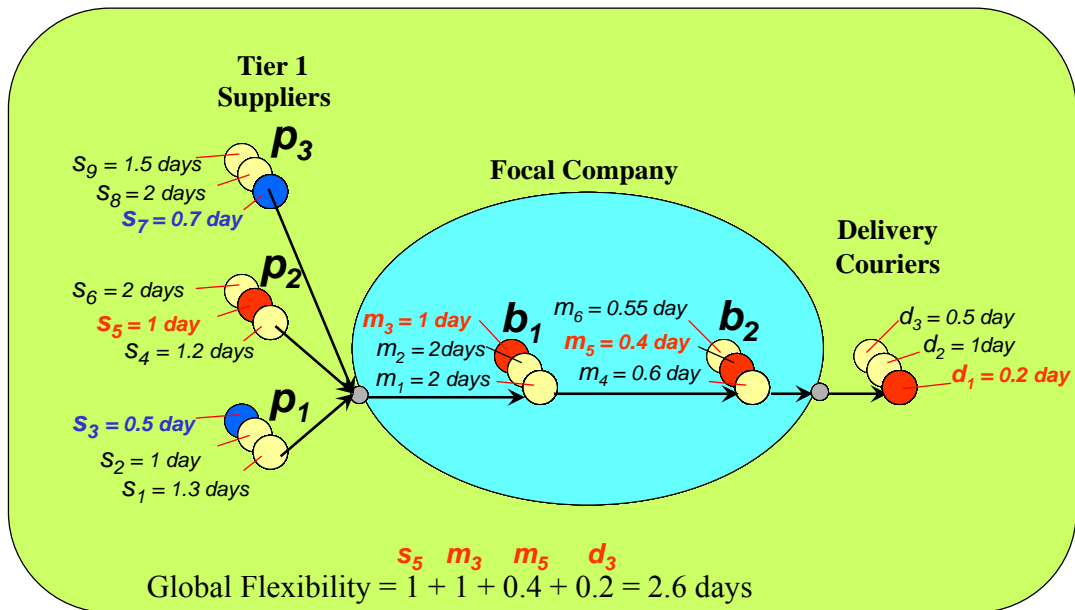 Tier 1
Suppliers
p3
s9 = 1.5 days
s8 = 2 days
s7 = 0.7 day
p2
s6 = 2 days
s5 = 1 day
s4 = 1.2 days
p1
s3 = 0.5 day
s2 = 1 day
s1 = 1.3 days
Focal Company
b1
m3 = 1 day
m2 = 2days
m1 = 2 days
b2
m6 = 0.55 day
m5 = 0.4 day
m4 = 0.6 day
Delivery
Couriers
d3 = 0.5 day
d2 = 1day
d1 = 0.2 day
s5 m3 m5 d3
Global Flexibility = 1 + 1 + 0.4 + 0.2 = 2.6 days